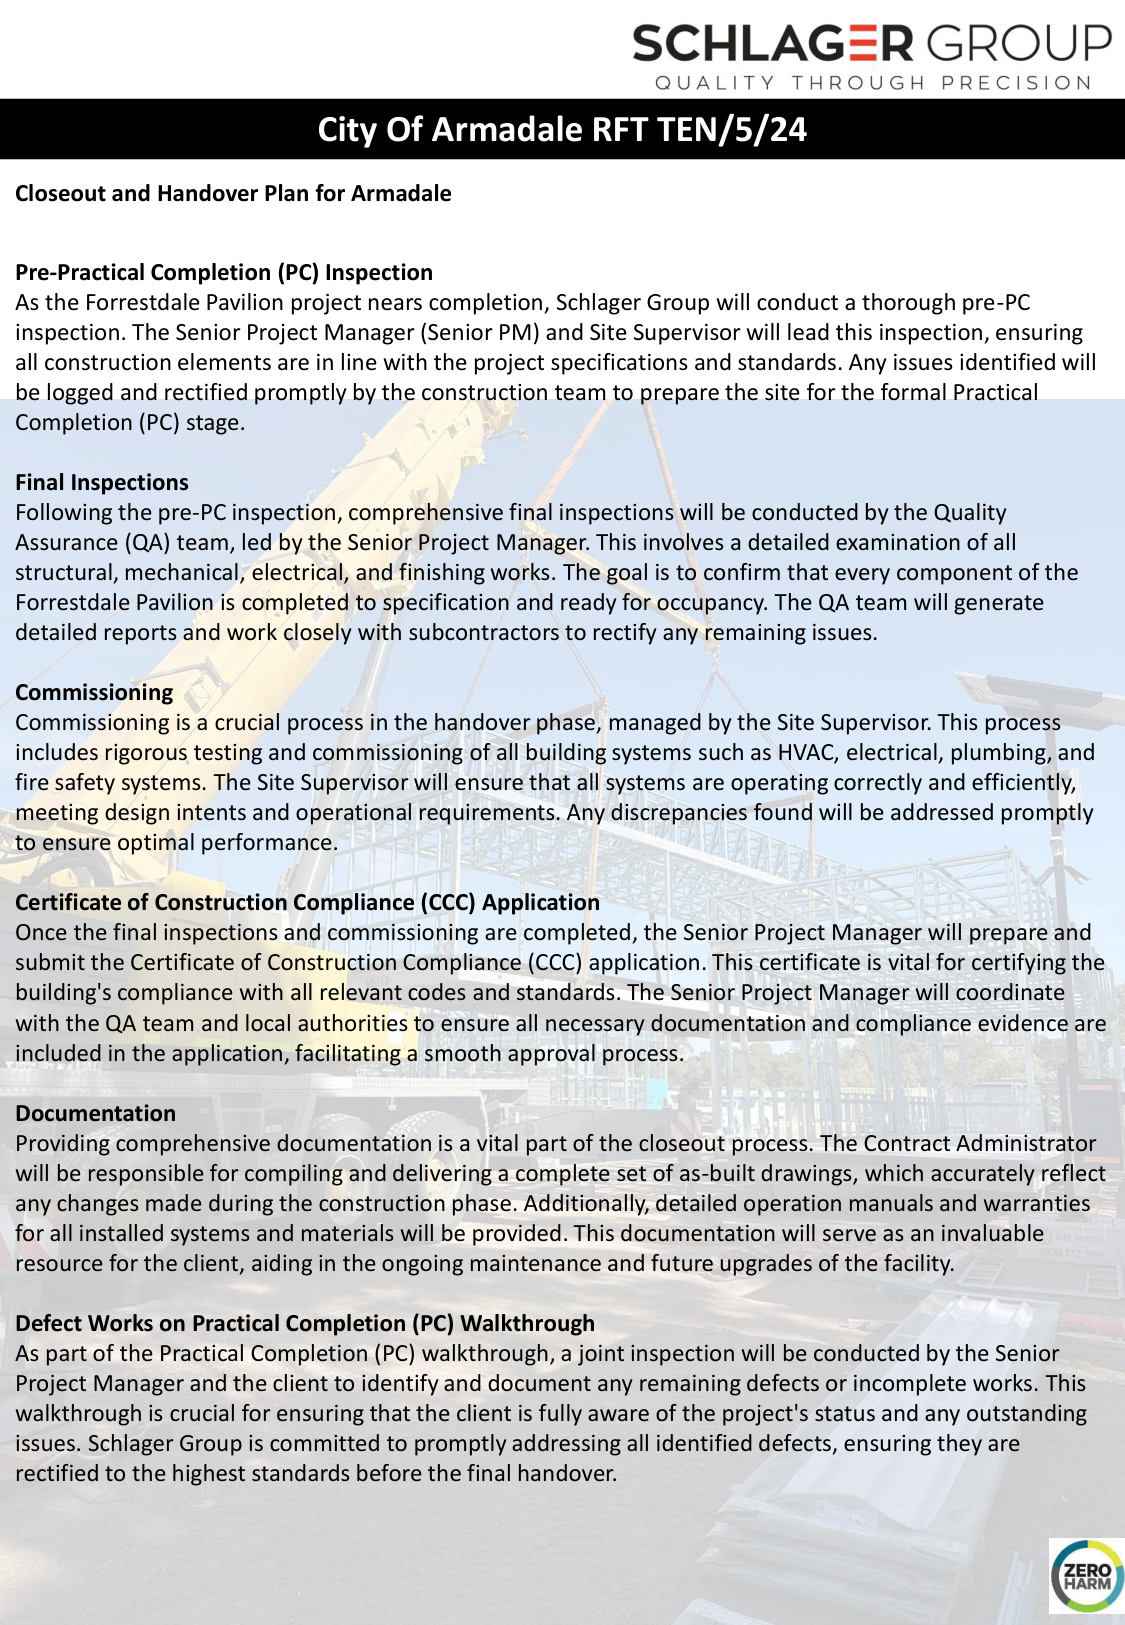 SCHLAGER GROUP
QUALITY THROUGH PRECISION
City Of Armadale RFT TEN/5/24
Closeout and Handover Plan for Armadale
Pre-Practical Completion (PC) Inspection
As the Forrestdale Pavilion project nears completion, Schlager Group will conduct a thorough pre-PC
inspection. The Senior Project Manager (Senior PM) and Site Supervisor will lead this inspection, ensuring
all construction elements are in line with the project specifications and standards. Any issues identified will
be logged and rectified promptly by the construction team to prepare the site for the formal Practical
Completion (PC) stage.
Final Inspections
Following the pre-PC inspection, comprehensive final inspections will be conducted by the Quality
Assurance (QA) team, led by the Senior Project Manager. This involves a detailed examination of all
structural, mechanical, electrical, and finishing works. The goal is to confirm that every component of the
Forrestdale Pavilion is completed to specification and ready for occupancy. The QA team will generate
detailed reports and work closely with subcontractors to rectify any remaining issues.
Commissioning
Commissioning is a crucial process in the handover phase, managed by the Site Supervisor. This process
includes rigorous testing and commissioning of all building systems such as HVAC, electrical, plumbing, and
fire safety systems. The Site Supervisor will ensure that all systems are operating correctly and efficiently,
meeting design intents and operational requirements. Any discrepancies found will be addressed promptly
to ensure optimal performance.
Certificate of Construction Compliance (CCC) Application
Once the final inspections and commissioning are completed, the Senior Project Manager will prepare and
submit the Certificate of Construction Compliance (CCC) application. This certificate is vital for certifying the
building's compliance with all relevant codes and standards. The Senior Project Manager will coordinate
with the QA team and local authorities to ensure all necessary documentation and compliance evidence are
included in the application, facilitating a smooth approval process.
Documentation
Providing comprehensive documentation is a vital part of the closeout process. The Contract Administrator
will be responsible for compiling and delivering a complete set of as-built drawings, which accurately reflect
any changes made during the construction phase. Additionally, detailed operation manuals and warranties
for all installed systems and materials will be provided. This documentation will serve as an invaluable
resource for the client, aiding in the ongoing maintenance and future upgrades of the facility.
Defect Works on Practical Completion (PC) Walkthrough
As part of the Practical Completion (PC) walkthrough, a joint inspection will be conducted by the Senior
Project Manager and the client to identify and document any remaining defects or incomplete works. This
walkthrough is crucial for ensuring that the client is fully aware of the project's status and any outstanding
issues. Schlager Group is committed to promptly addressing all identified defects, ensuring they are
rectified to the highest standards before the final handover.
ZERO
HARM